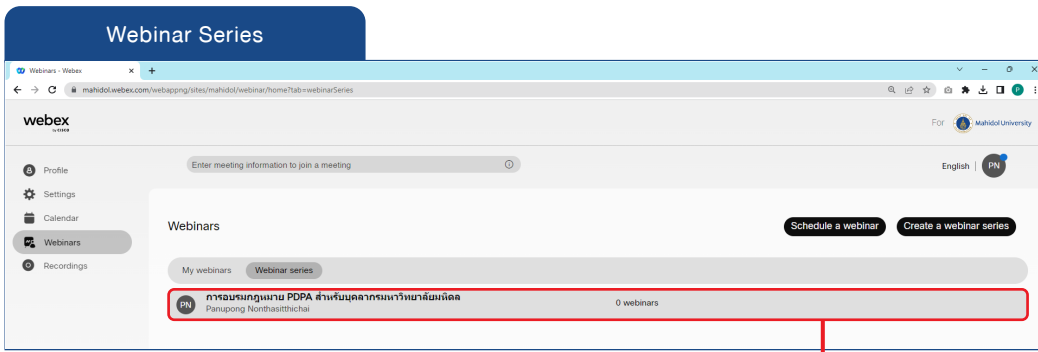 Webinar Series
Webinars - Webex
mahidol.webex.com/webappng/sites/mahidol/webinar/home?tab=webinarSeries
P
webex
by CISCO
For Mahidol University
Profile
Enter meeting information to join a meeting
English | PN
Settings
Calendar
Webinars
Schedule a webinar
Create a webinar series
Webinars
Recordings
My webinars
Webinar series
PN
การอบรมกฎหมาย PDPA สำหรับบุคลากรมหาวิทยาลัยมหิดล
Panupong Nonthasitthichai
0 webinars